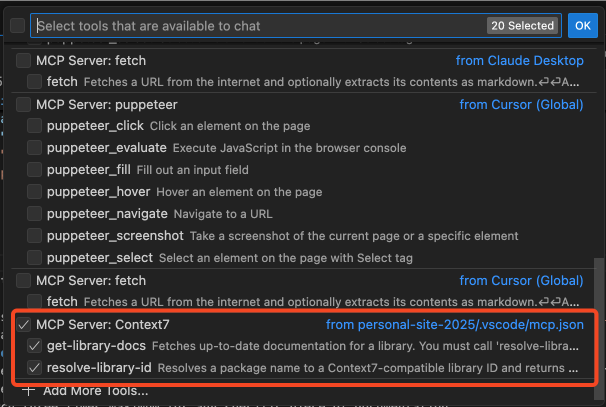 Select tools that are available to chat
20 Selected
OK
MCP Server: fetch
from Claude Desktop
fetch Fetches a URL from the internet and optionally extracts its contents as markdown.⏎⏎A...
MCP Server: puppeteer
from Cursor (Global)
puppeteer_click Click an element on the page
puppeteer_evaluate Execute JavaScript in the browser console
puppeteer_fill Fill out an input field
puppeteer_hover Hover an element on the page
puppeteer_navigate Navigate to a URL
puppeteer_screenshot Take a screenshot of the current page or a specific element
puppeteer_select Select an element on the page with Select tag
MCP Server: fetch
from Cursor (Global)
fetch Fetches a URL from the internet and optionally extracts its contents as markdown.⏎⏎A...
MCP Server: Context7
from personal-site-2025/.vscode/mcp.json
get-library-docs Fetches up-to-date documentation for a library. You must call 'resolve-libra...
resolve-library-id Resolves a package name to a Context7-compatible library ID and returns ...
Add More Tools...